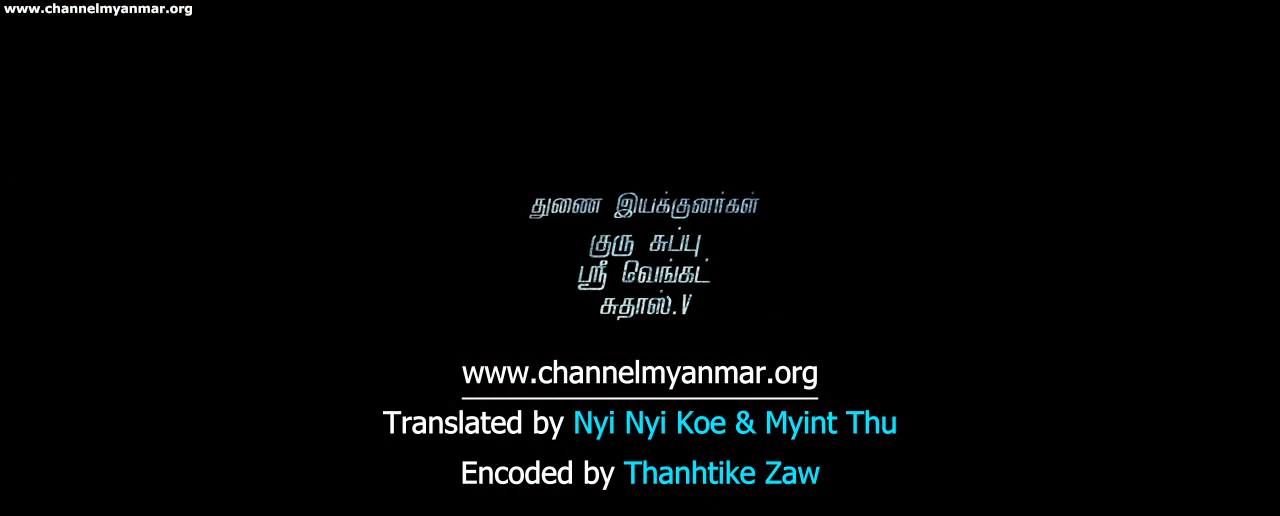 www.channelmyanmar.org
துணை இயக்குனர்கள்
குரு சுப்பு
ஸ்ரீ வேங்கட்
சுதாஸ்.V
www.channelmyanmar.org
Translated by Nyi Nyi Koe & Myint Thu
Encoded by Thanhtike Zaw